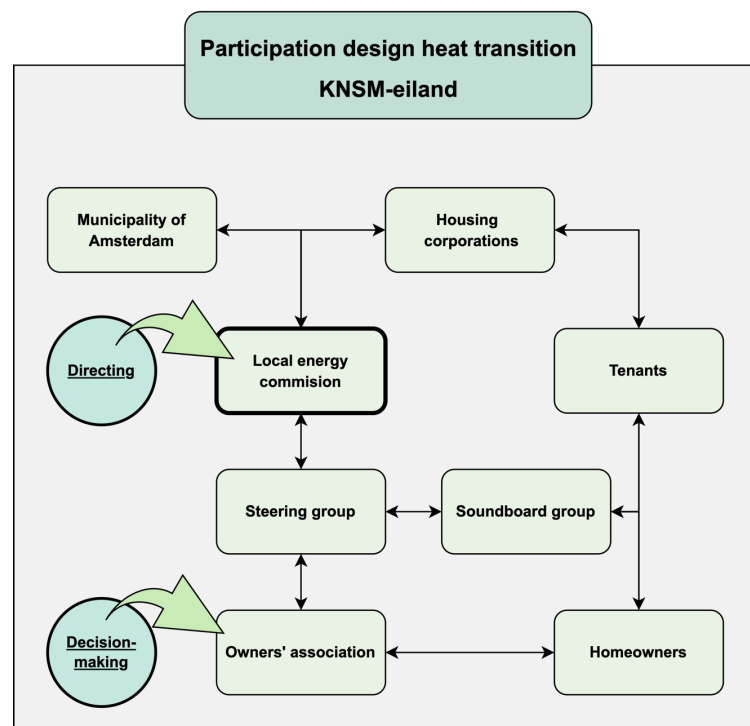 Participation design heat transition
KNSM-eiland
Municipality of
Amsterdam
Housing
corporations
Directing
Local energy
commision
Tenants
Steering group
Soundboard group
Decision-
making
Owners' association
Homeowners